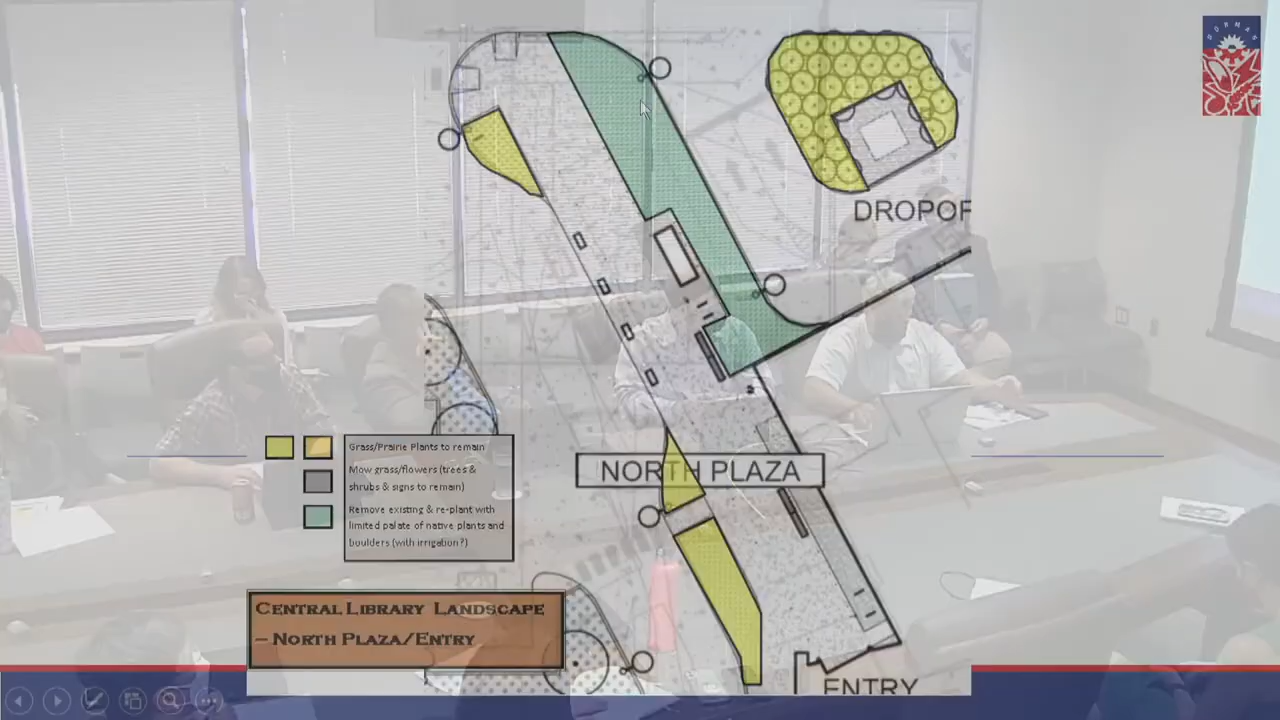 NORMAN
DROPOF
Grass/Prairie Plants to remain
Mow grass/flowers (trees &
shrubs & signs to remain)
Remove existing & re-plant with
limited palate of native plants and
boulders (with irrigation?)
NORTH PLAZA
CENTRAL LIBRARY LANDSCAPE
– NORTH PLAZA/ENTRY
ENTRY